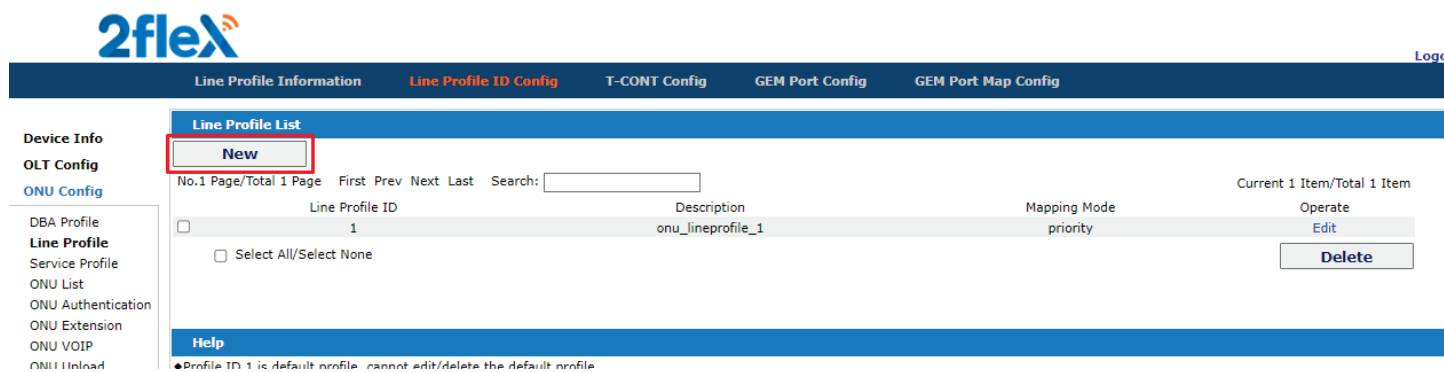 2flex
Logo
Line Profile Information Line Profile ID Config T-CONT Config GEM Port Config GEM Port Map Config
Device Info
OLT Config
ONU Config
DBA Profile
Line Profile
Service Profile
ONU List
ONU Authentication
ONU Extension
ONU VOIP
ONU Upload
Line Profile List
New
No.1 Page/Total 1 Page First Prev Next Last Search:
Current 1 Item/Total 1 Item
Line Profile ID Description Mapping Mode Operate
1 onu_lineprofile_1 priority Edit
Select All/Select None
Delete
Help
◆Profile ID 1 is default profile, cannot edit/delete the default profile